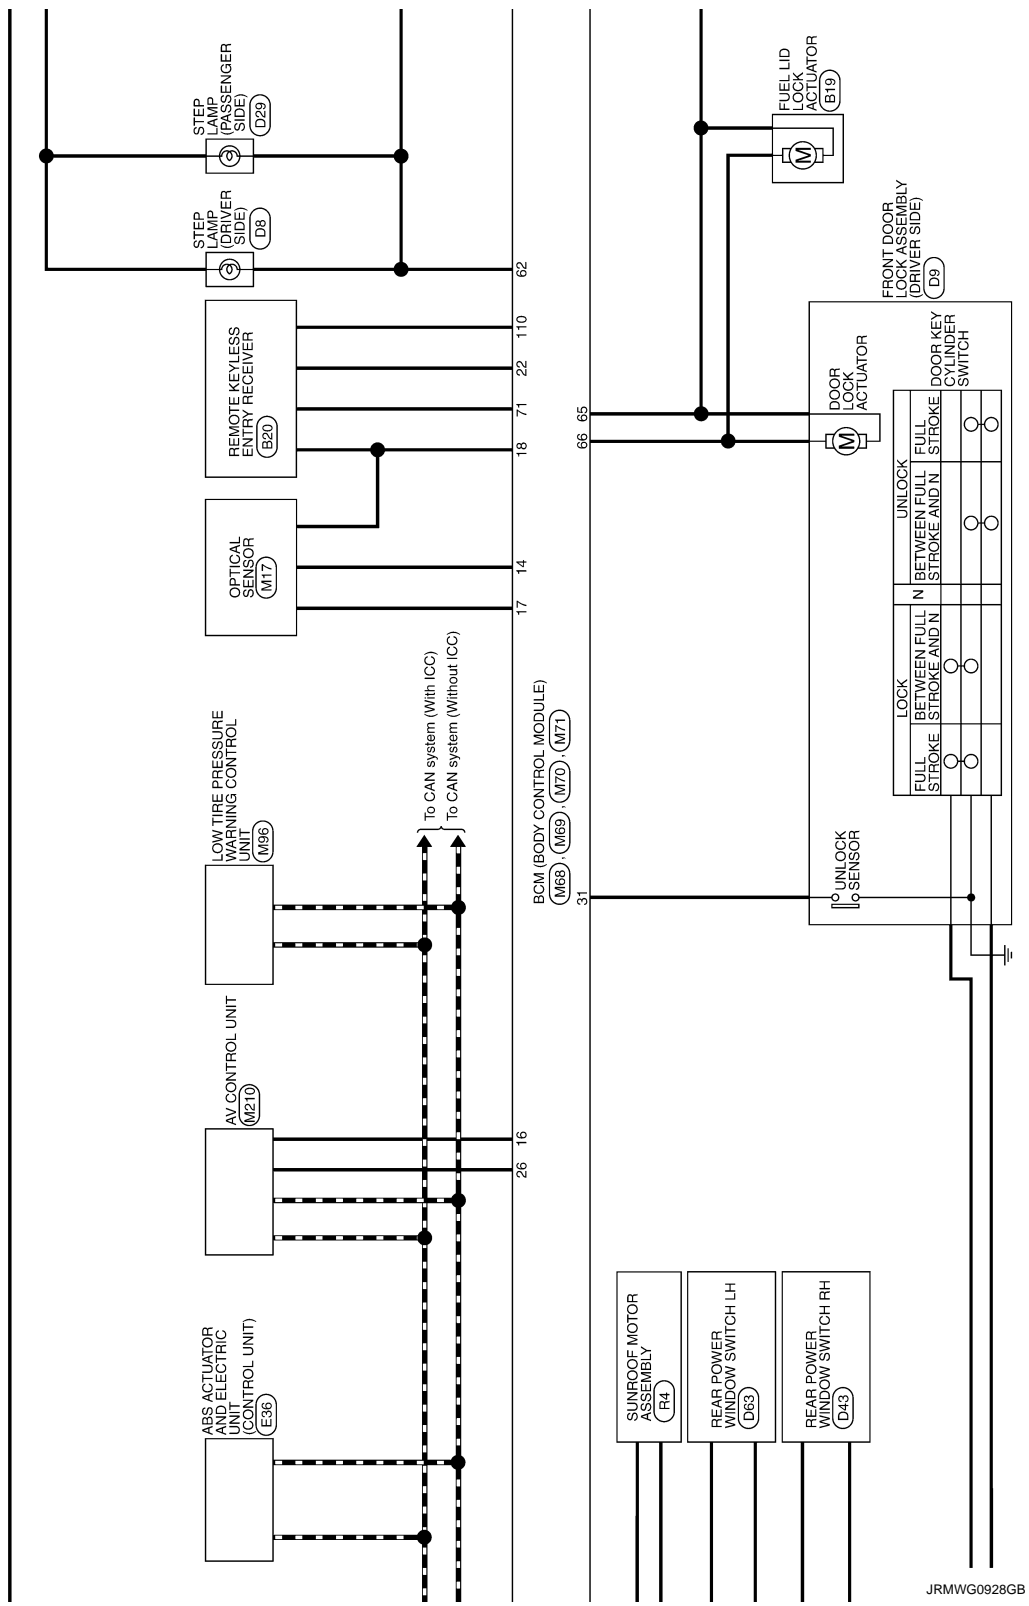 STEP
LAMP
(PASSENGER
SIDE)
D29
STEP
LAMP
(DRIVER
SIDE)
D8
62
REMOTE KEYLESS
ENTRY RECEIVER
B20
110
22
71
18
OPTICAL
SENSOR
M17
14
17
To CAN system (With ICC)
To CAN system (Without ICC)
LOW TIRE PRESSURE
WARNING CONTROL
UNIT
M96
AV CONTROL UNIT
M210
16
26
ABS ACTUATOR
AND ELECTRIC
UNIT
(CONTROL UNIT)
E36
BCM (BODY CONTROL MODULE)
M68 , M69 , M70 , M71
FUEL LID
LOCK
ACTUATOR
B19
M
65
66
31
FRONT DOOR
LOCK ASSEMBLY
(DRIVER SIDE)
D9
DOOR
LOCK
ACTUATOR
M
DOOR KEY
CYLINDER
SWITCH
LOCK
N
UNLOCK
FULL
STROKE
BETWEEN FULL
STROKE AND N
BETWEEN FULL
STROKE AND N
FULL
STROKE
UNLOCK
SENSOR
SUNROOF MOTOR
ASSEMBLY
R4
REAR POWER
WINDOW SWITCH LH
D63
REAR POWER
WINDOW SWITCH RH
D43
JRMWG0928GB